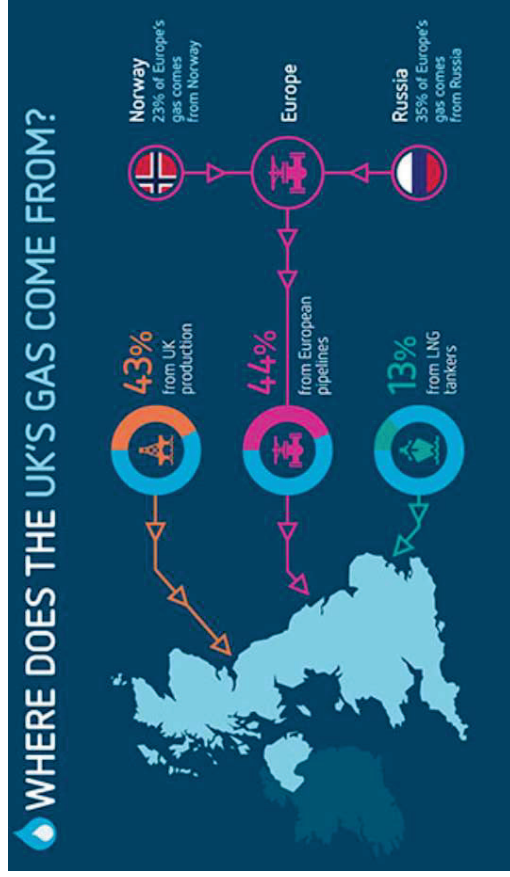 WHERE DOES THE UK'S GAS COME FROM?
43%
from UK
production
44%
from European
pipelines
13%
from LNG
tankers
Norway
23% of Europe's
gas comes
from Norway
Europe
Russia
35% of Europe's
gas comes
from Russia